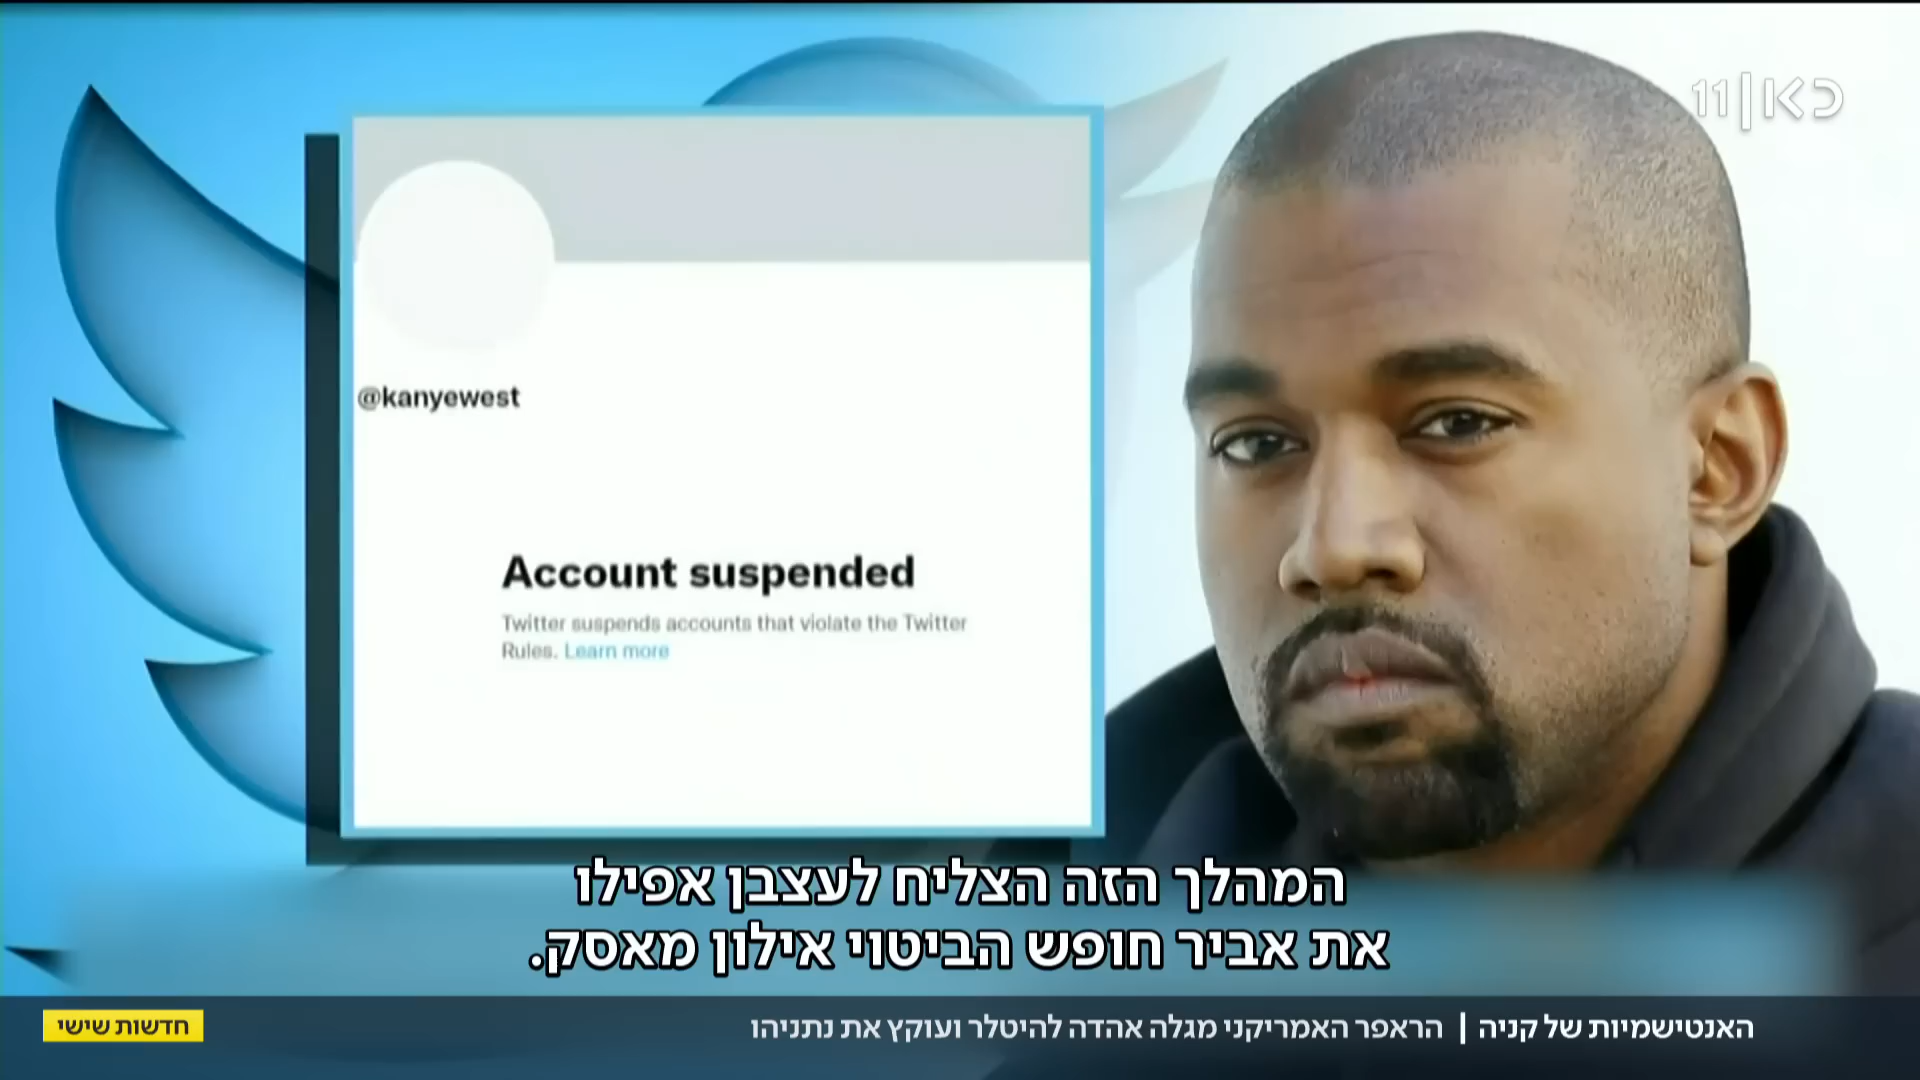 כאן 11
@kanyewest
Account suspended
Twitter suspends accounts that violate the Twitter
Rules. Learn more
המהלך הזה הצליח לעצבן אפילו
את אביר חופש הביטוי אילון מאסק.
האנטישמיות של קניה | הראפר האמריקני מגלה אהדה להיטלר ועוקץ את נתניהו
חדשות שישי